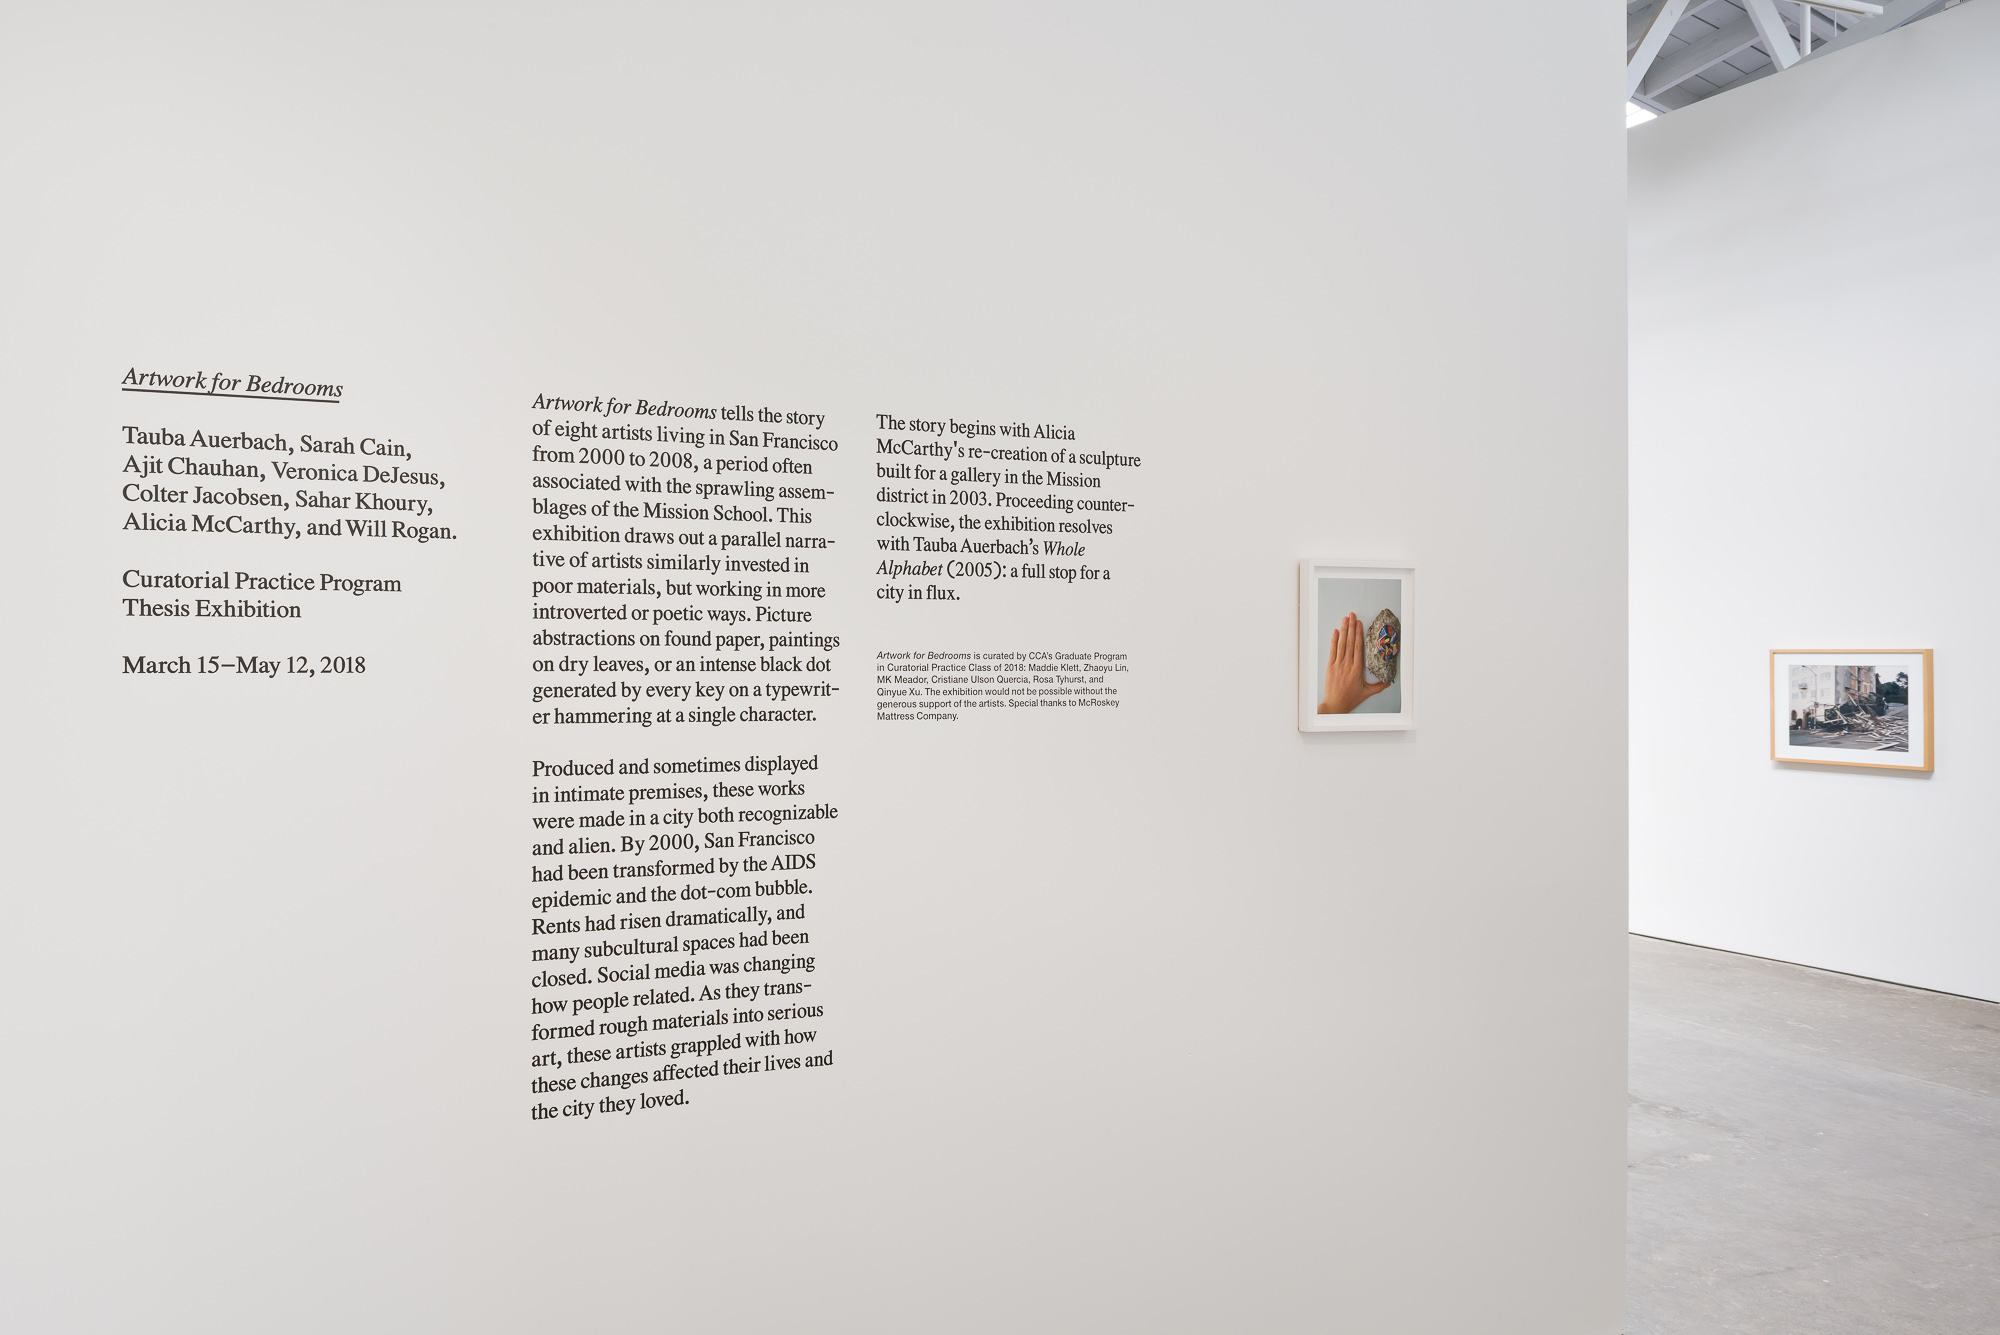 Artwork for Bedrooms
Tauba Auerbach, Sarah Cain,
Ajit Chauhan, Veronica DeJesus,
Colter Jacobsen, Sahar Khoury,
Alicia McCarthy, and Will Rogan.
Curatorial Practice Program
Thesis Exhibition
March 15–May 12, 2018
Artwork for Bedrooms tells the story
of eight artists living in San Francisco
from 2000 to 2008, a period often
associated with the sprawling assem-
blages of the Mission School. This
exhibition draws out a parallel narra-
tive of artists similarly invested in
poor materials, but working in more
introverted or poetic ways. Picture
abstractions on found paper, paintings
on dry leaves, or an intense black dot
generated by every key on a typewrit-
er hammering at a single character.
Produced and sometimes displayed
in intimate premises, these works
were made in a city both recognizable
and alien. By 2000, San Francisco
had been transformed by the AIDS
epidemic and the dot-com bubble.
Rents had risen dramatically, and
many subcultural spaces had been
closed. Social media was changing
how people related. As they trans-
formed rough materials into serious
art, these artists grappled with how
these changes affected their lives and
the city they loved.
The story begins with Alicia
McCarthy's re-creation of a sculpture
built for a gallery in the Mission
district in 2003. Proceeding counter-
clockwise, the exhibition resolves
with Tauba Auerbach’s Whole
Alphabet (2005): a full stop for a
city in flux.
Artwork for Bedrooms is curated by CCA's Graduate Program
in Curatorial Practice Class of 2018: Maddie Klett, Zhaoyu Lin,
MK Meador, Cristiane Ulson Quercia, Rosa Tyhurst, and
Qinyue Xu. The exhibition would not be possible without the
generous support of the artists. Special thanks to McRoskey
Mattress Company.